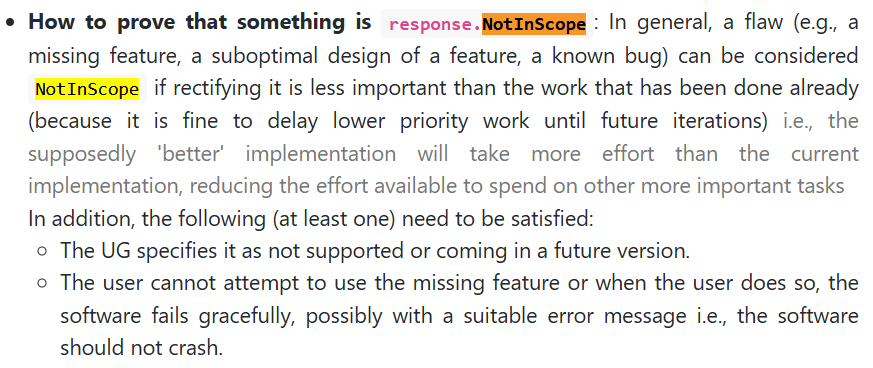 • How to prove that something is response.NotInScope : In general, a flaw (e.g., a
missing feature, a suboptimal design of a feature, a known bug) can be considered
NotInScope if rectifying it is less important than the work that has been done already
(because it is fine to delay lower priority work until future iterations) i.e., the
supposedly 'better' implementation will take more effort than the current
implementation, reducing the effort available to spend on other more important tasks
In addition, the following (at least one) need to be satisfied:
◦ The UG specifies it as not supported or coming in a future version.
◦ The user cannot attempt to use the missing feature or when the user does so, the
software fails gracefully, possibly with a suitable error message i.e., the software
should not crash.